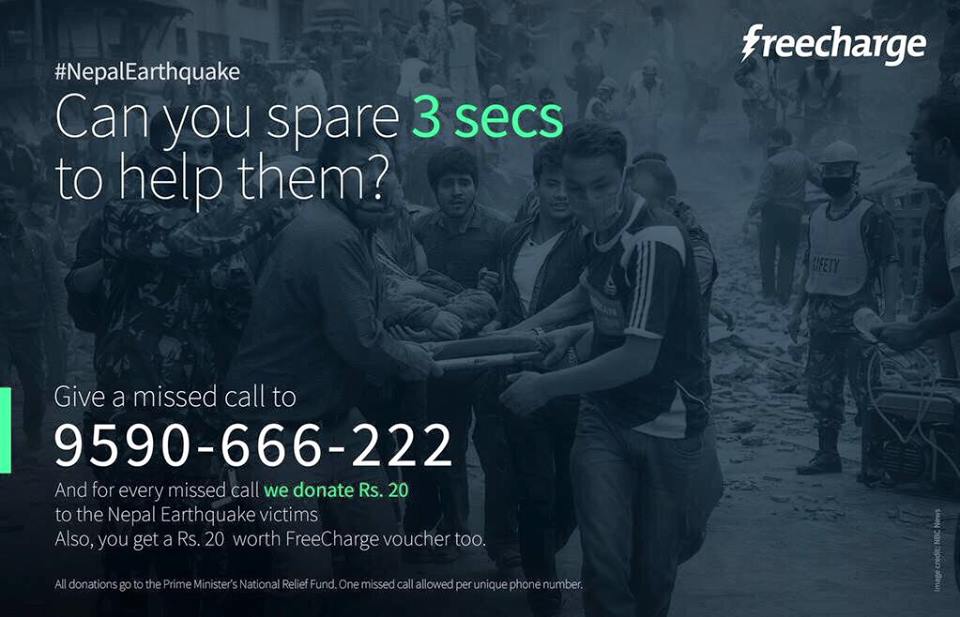 freecharge
#NepalEarthquake
Can you spare 3 secs
to help them?
SAFETY
Give a missed call to
9590-666-222
And for every missed call we donate Rs. 20
to the Nepal Earthquake victims
Also, you get a Rs. 20 worth FreeCharge voucher too.
All donations go to the Prime Minister's National Relief Fund. One missed call allowed per unique phone number.
Image credit: NBC News